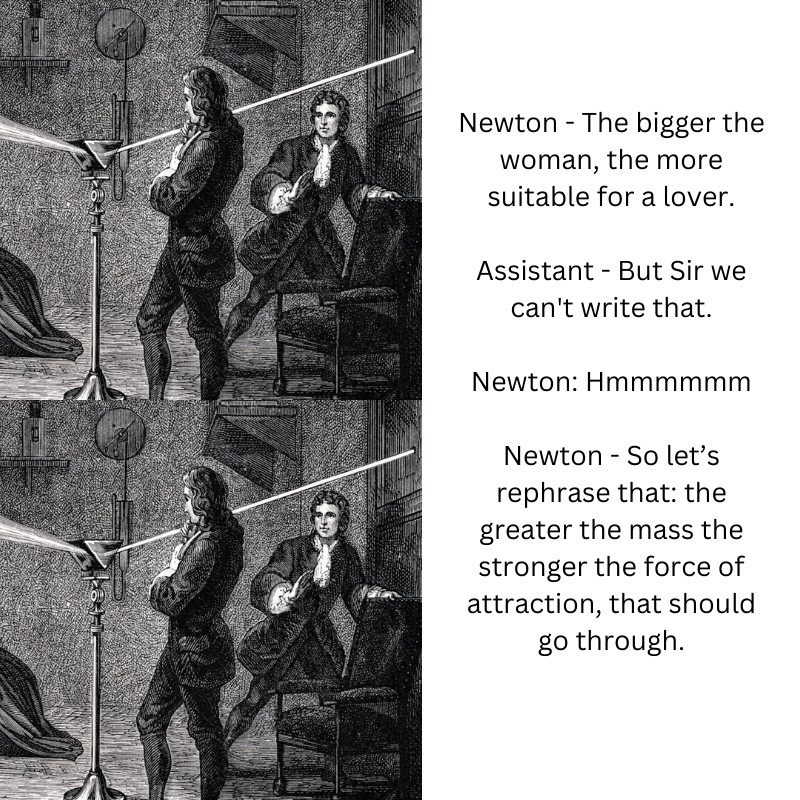 Newton - The bigger the
woman, the more
suitable for a lover.
Assistant - But Sir we
can't write that.
Newton: Hmmmmmm
Newton - So let’s
rephrase that: the
greater the mass the
stronger the force of
attraction, that should
go through.